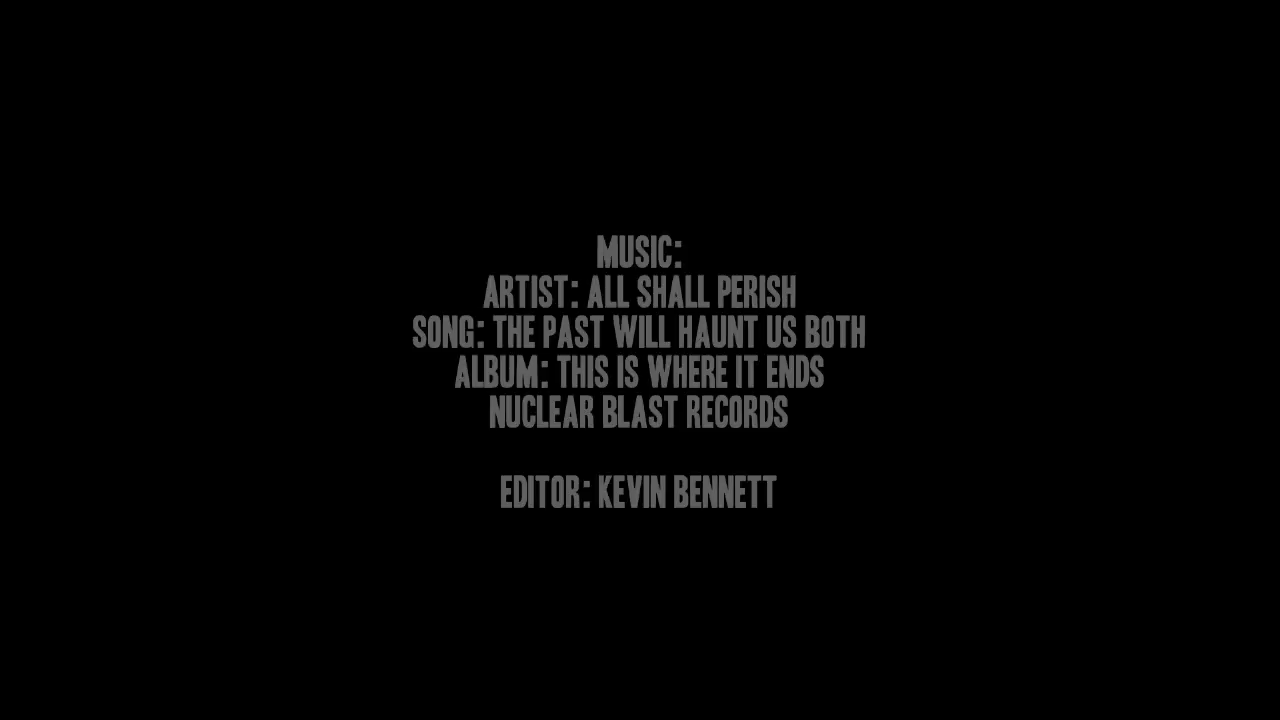 MUSIC:
ARTIST: ALL SHALL PERISH
SONG: THE PAST WILL HAUNT US BOTH
ALBUM: THIS IS WHERE IT ENDS
NUCLEAR BLAST RECORDS
EDITOR: KEVIN BENNETT